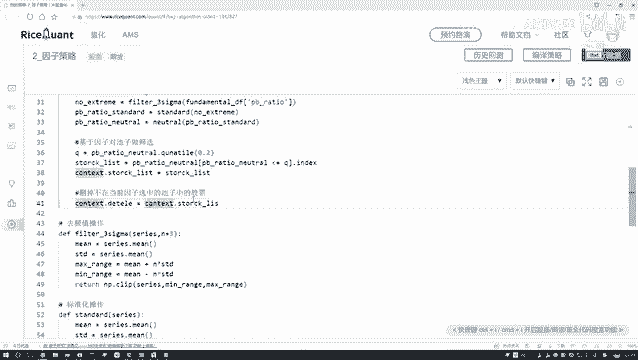 RiceQuant 量化 AMS
预约路演 帮助文档 社区
2_因子策略
历史回测 编译策略
浅色主题 默认快捷键
31 no_extreme = filter_3sigma(fundamental_df['pb_ratio'])
32 pb_ratio_standard = standard(no_extreme)
33 pb_ratio_neutral = neutral(pb_ratio_standard)
34
35 #基于因子对池子做筛选
36 q = pb_ratio_neutral.qunatile(0.2)
37 storck_list = pb_ratio_neutral[pb_ratio_neutral <= q].index
38 context.storck_list = storck_list
39
40 #删掉不在当前因子选中的池子中的股票
41 context.detele = context.storck_lis
42
43 # 去极值操作
44 def filter_3sigma(series,n=3):
45 mean = series.mean()
46 std = series.mean()
47 max_range = mean + n*std
48 min_range = mean - n*std
49 return np.clip(series,min_range,max_range)
50
51 # 标准化操作
52 def standard(series):
53 mean = series.mean()
54 std = series.mean()